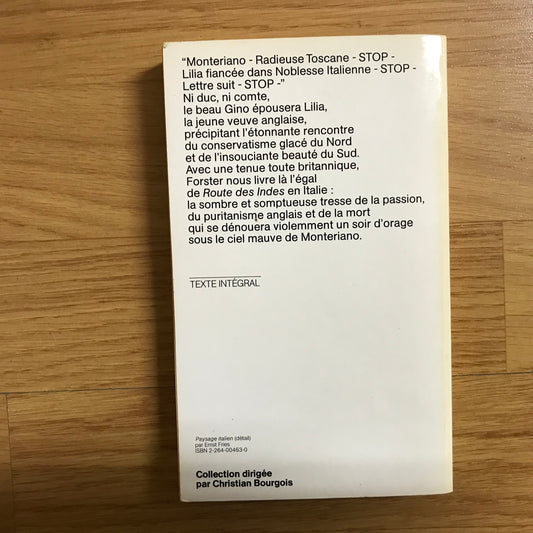 “Monteriano - Radieuse Toscane - STOP -
Lilia fiancée dans Noblesse Italienne - STOP -
Lettre suit - STOP -”
Ni duc, ni comte,
le beau Gino épousera Lilia,
la jeune veuve anglaise,
précipitant l'étonnante rencontre
du conservatisme glacé du Nord
et de l'insouciante beauté du Sud.
Avec une tenue toute britannique,
Forster nous livre là l'égal
de Route des Indes en Italie :
la sombre et somptueuse tresse de la passion,
du puritanisme anglais et de la mort
qui se dénouera violemment un soir d'orage
sous le ciel mauve de Monteriano.
TEXTE INTÉGRAL
Paysage italien (détail)
par Ernst Fries
ISBN 2-264-00463-0
Collection dirigée
par Christian Bourgois